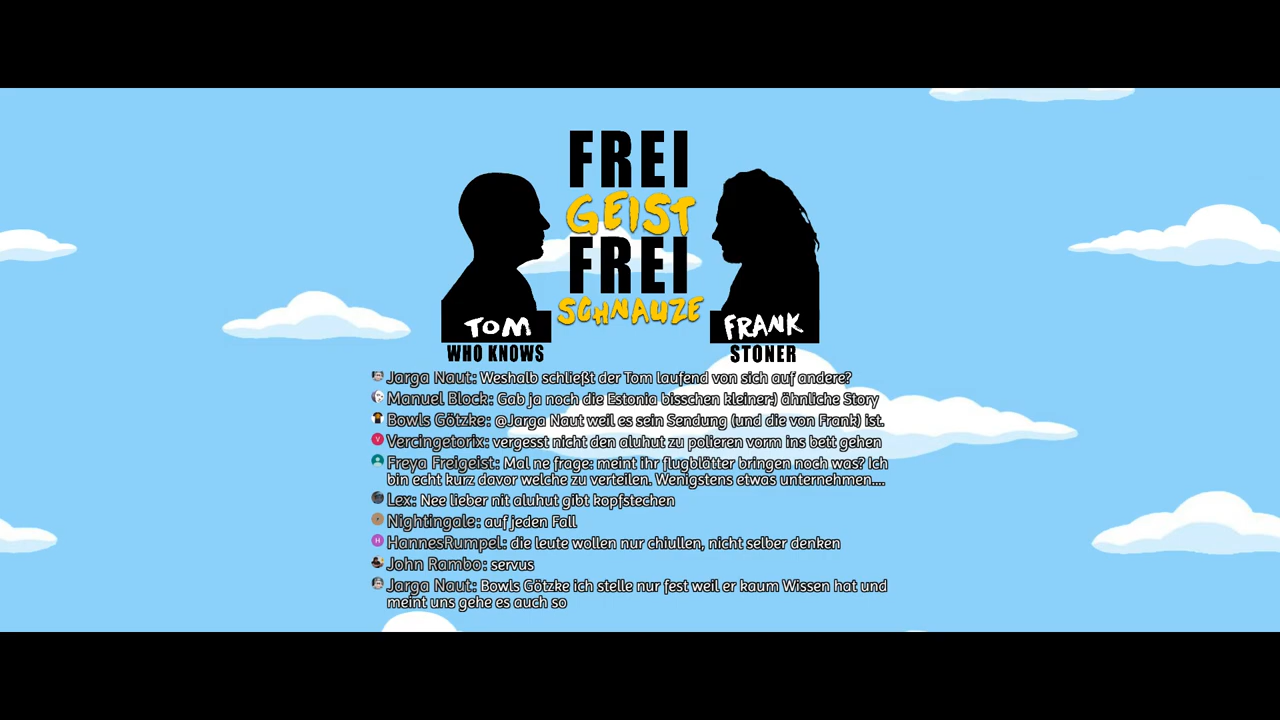 FREI
GEIST
FREI
SCHNAUZE
TOM
WHO KNOWS
FRANK
STONER
Jarga Naut: Weshalb schließt der Tom laufend von sich auf andere?
Manuel Block: Gab ja noch die Estonia bisschen kleiner:) ähnliche Story
Bowls Götzke: @Jarga Naut weil es sein Sendung (und die von Frank) ist.
V
Vercingetorix: vergesst nicht den aluhut zu polieren vorm ins bett gehen
Freya Freigeist: Mal ne frage: meint ihr flugblätter bringen noch was? Ich
bin echt kurz davor welche zu verteilen. Wenigstens etwas unternehmen....
Lex: Nee lieber nit aluhut gibt kopfstechen
Nightingale: auf jeden Fall
H
HannesRumpel: die leute wollen nur chiullen, nicht selber denken
John Rambo: servus
Jarga Naut: Bowls Götzke ich stelle nur fest weil er kaum Wissen hat und
meint uns gehe es auch so